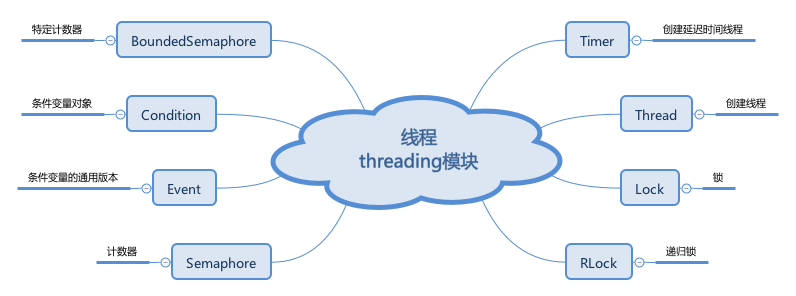 特定计数器
BoundedSemaphore
Timer
创建延迟时间线程
条件变量对象
Condition
线程
threading模块
Thread
创建线程
条件变量的通用版本
Event
Lock
锁
计数器
Semaphore
RLock
递归锁